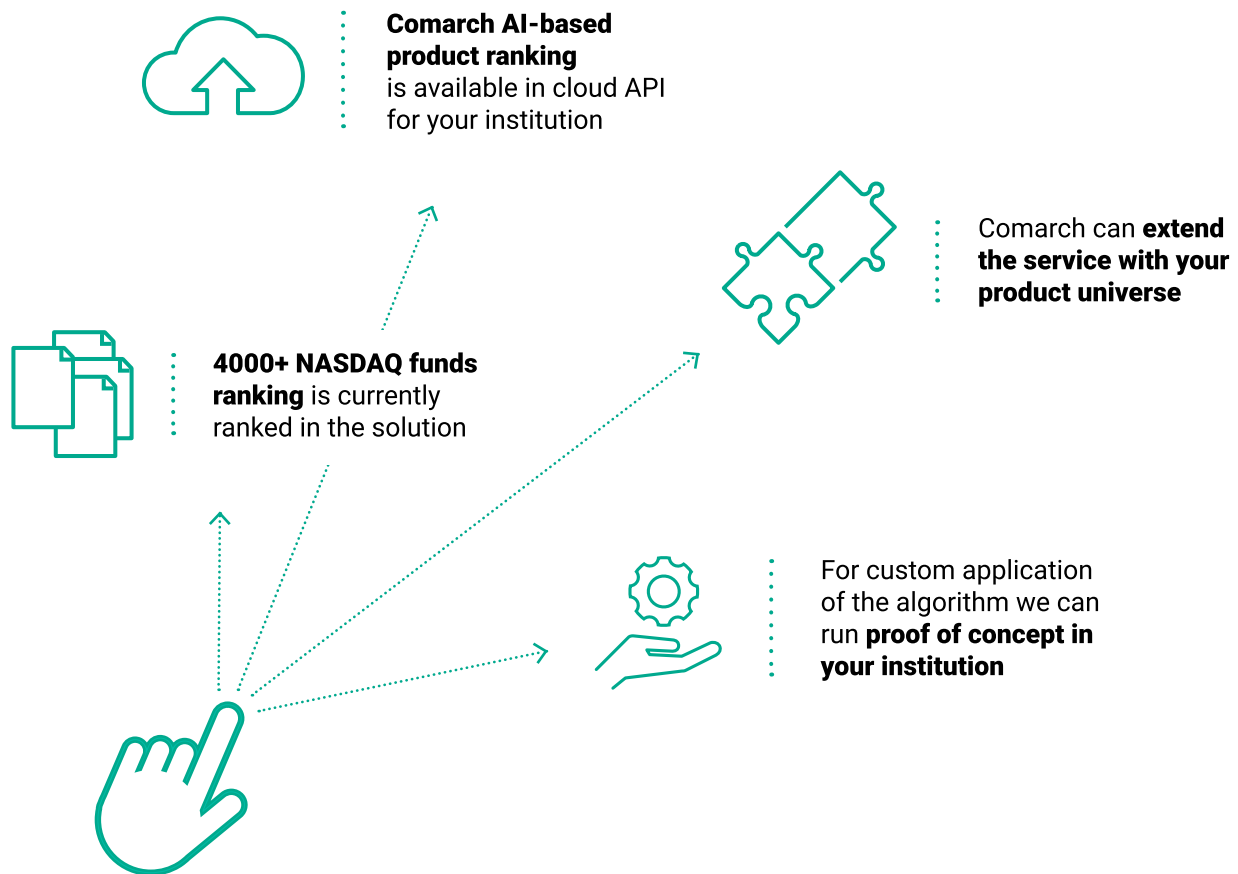 Comarch AI-based
product ranking
is available in cloud API
for your institution
Comarch can extend
the service with your
product universe
4000+ NASDAQ funds
ranking is currently
ranked in the solution
For custom application
of the algorithm we can
run proof of concept in
your institution